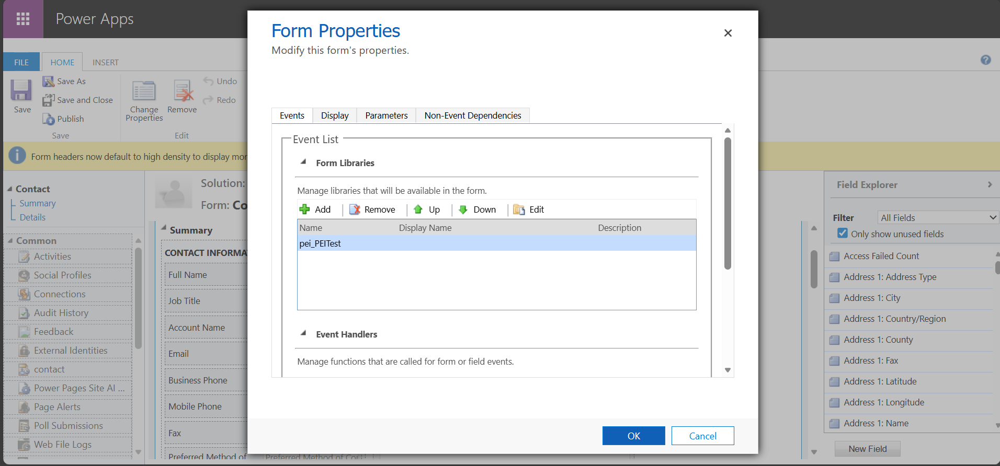 Power Apps
FILE
HOME
INSERT
Save
Save As
Save and Close
Publish
Save
Change
Properties
Remove
Undo
Redo
Edit
Form headers now default to high density to display mor
Contact
Summary
Details
Common
Activities
Social Profiles
Connections
Audit History
Feedback
External Identities
contact
Power Pages Site AI ...
Page Alerts
Poll Submissions
Web File Logs
Solution:
Form: Co
Summary
CONTACT INFORMA
Full Name
Job Title
Account Name
Email
Business Phone
Mobile Phone
Fax
Preferred Method of
Preferred Method of Cor
Form Properties
Modify this form's properties.
Events
Display
Parameters
Non-Event Dependencies
Event List
Form Libraries
Manage libraries that will be available in the form.
Add
Remove
Up
Down
Edit
Name
Display Name
Description
pei_PEITest
Event Handlers
Manage functions that are called for form or field events.
OK
Cancel
Field Explorer
Filter
All Fields
Only show unused fields
Access Failed Count
Address 1: Address Type
Address 1: City
Address 1: Country/Region
Address 1: County
Address 1: Fax
Address 1: Latitude
Address 1: Longitude
Address 1: Name
New Field